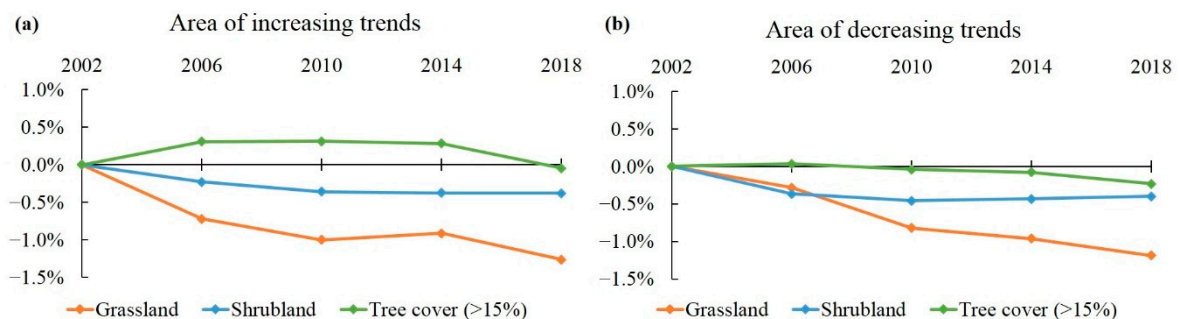 (a) Area of increasing trends
2002 2006 2010 2014 2018
1.0%
0.5%
0.0%
−0.5%
−1.0%
−1.5%
Grassland Shrubland Tree cover (>15%)
(b) Area of decreasing trends
2002 2006 2010 2014 2018
1.0%
0.5%
0.0%
−0.5%
−1.0%
−1.5%
Grassland Shrubland Tree cover (>15%)